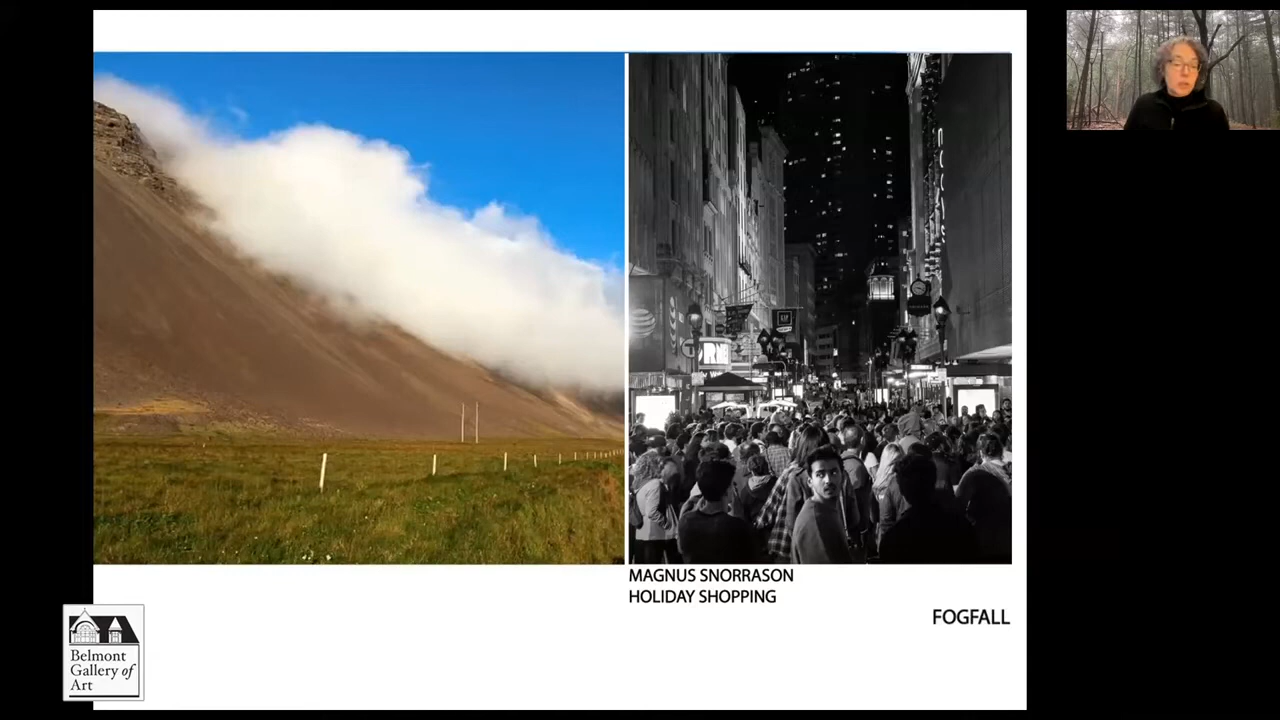 MAGNUS SNORRASON
HOLIDAY SHOPPING
FOGFALL
Belmont
Gallery of
Art